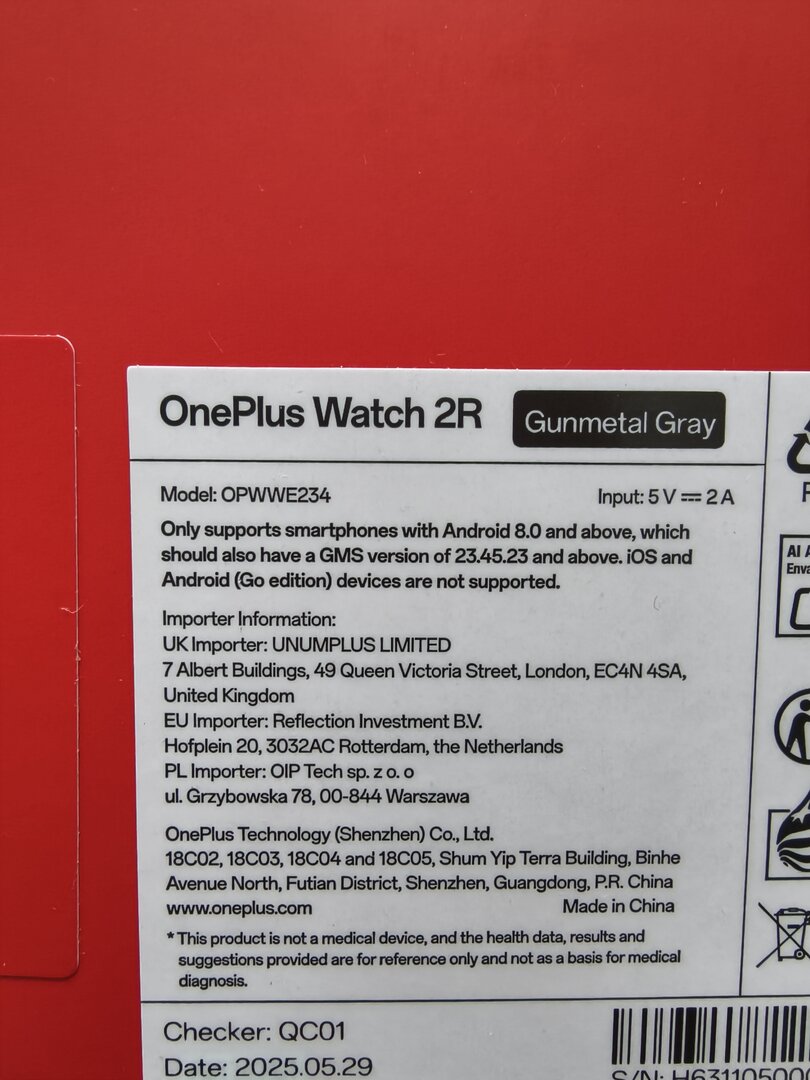 OnePlus Watch 2R
Gunmetal Gray
Model: OPWWE234
Input: 5 V ⎓ 2 A
Only supports smartphones with Android 8.0 and above, which
should also have a GMS version of 23.45.23 and above. iOS and
Android (Go edition) devices are not supported.
Importer Information:
UK Importer: UNUMPLUS LIMITED
7 Albert Buildings, 49 Queen Victoria Street, London, EC4N 4SA,
United Kingdom
EU Importer: Reflection Investment B.V.
Hofplein 20, 3032AC Rotterdam, the Netherlands
PL Importer: OIP Tech sp. z o. o
ul. Grzybowska 78, 00-844 Warszawa
OnePlus Technology (Shenzhen) Co., Ltd.
18C02, 18C03, 18C04 and 18C05, Shum Yip Terra Building, Binhe
Avenue North, Futian District, Shenzhen, Guangdong, P.R. China
www.oneplus.com
Made in China
* This product is not a medical device, and the health data, results and
suggestions provided are for reference only and not as a basis for medical
diagnosis.
Checker: QC01
Date: 2025.05.29